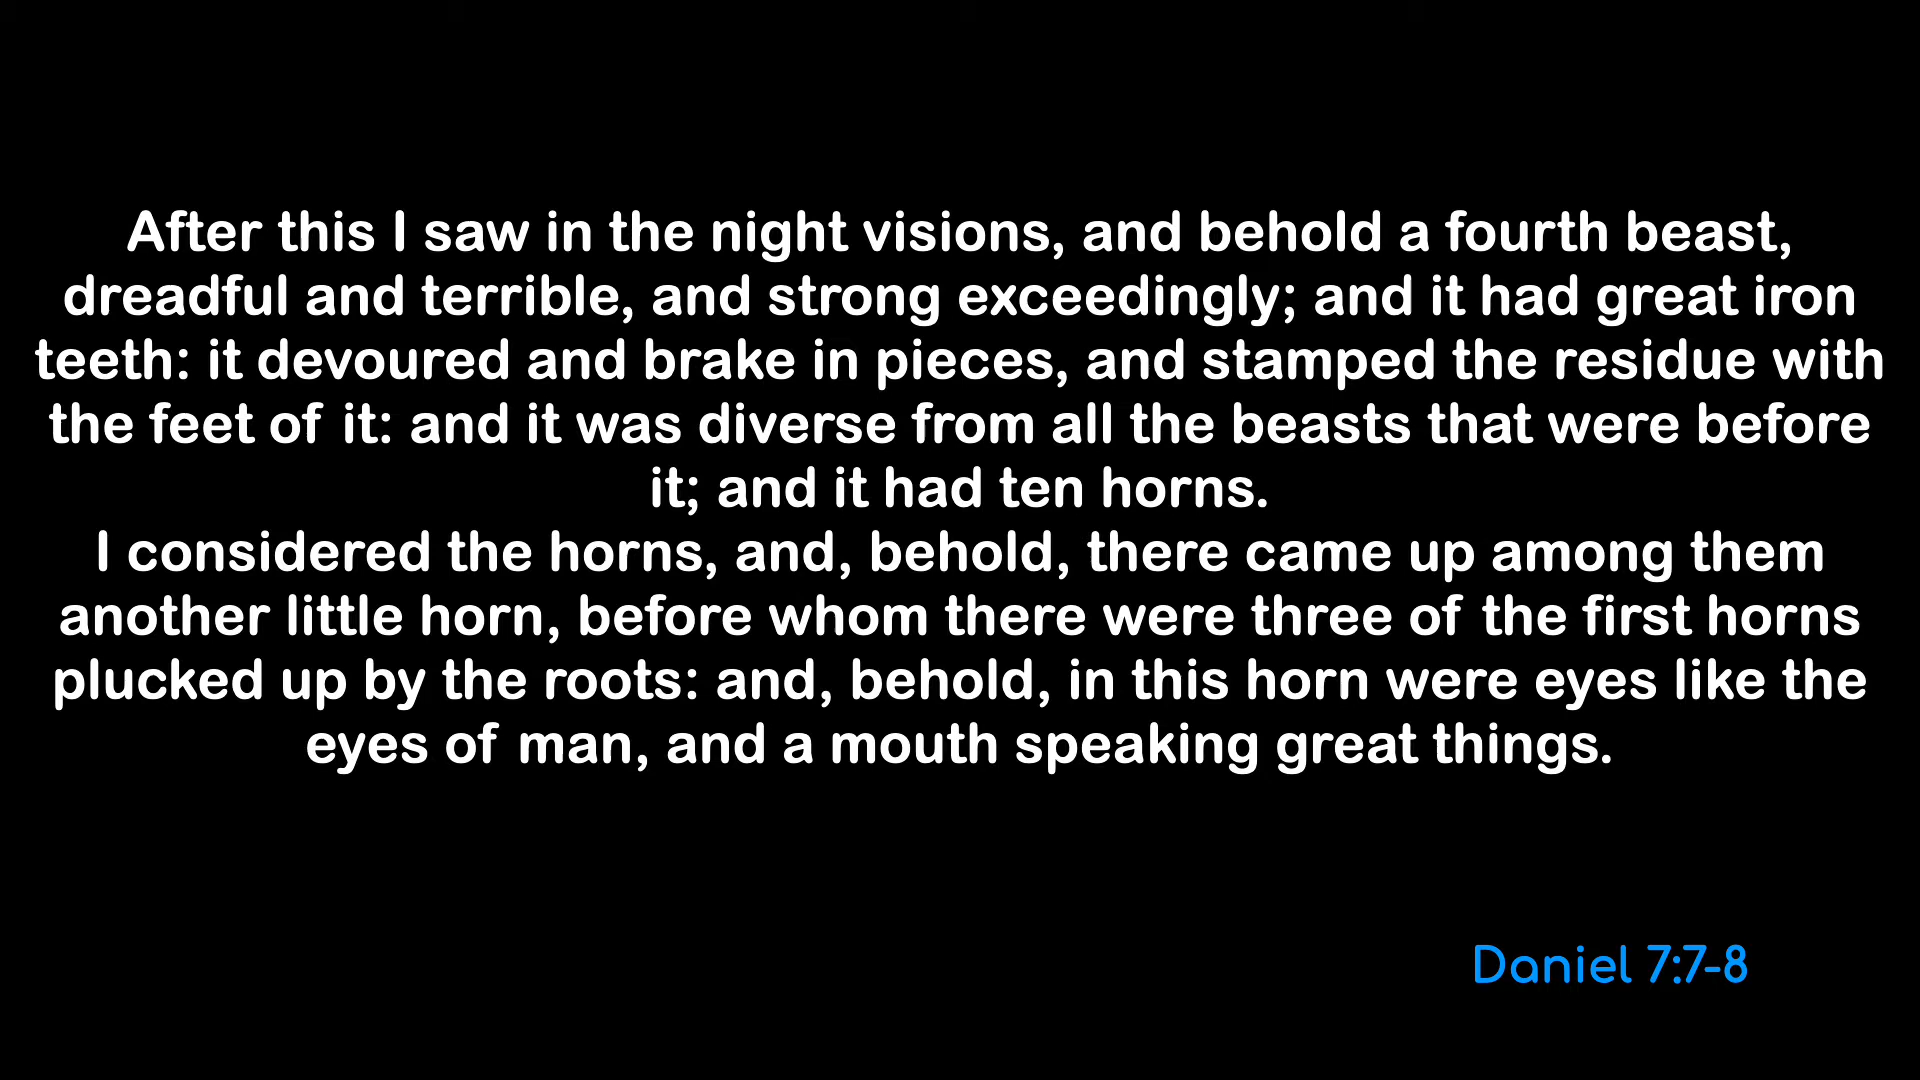 After this I saw in the night visions, and behold a fourth beast,
dreadful and terrible, and strong exceedingly; and it had great iron
teeth: it devoured and brake in pieces, and stamped the residue with
the feet of it: and it was diverse from all the beasts that were before
it; and it had ten horns.
I considered the horns, and, behold, there came up among them
another little horn, before whom there were three of the first horns
plucked up by the roots: and, behold, in this horn were eyes like the
eyes of man, and a mouth speaking great things.
Daniel 7:7-8